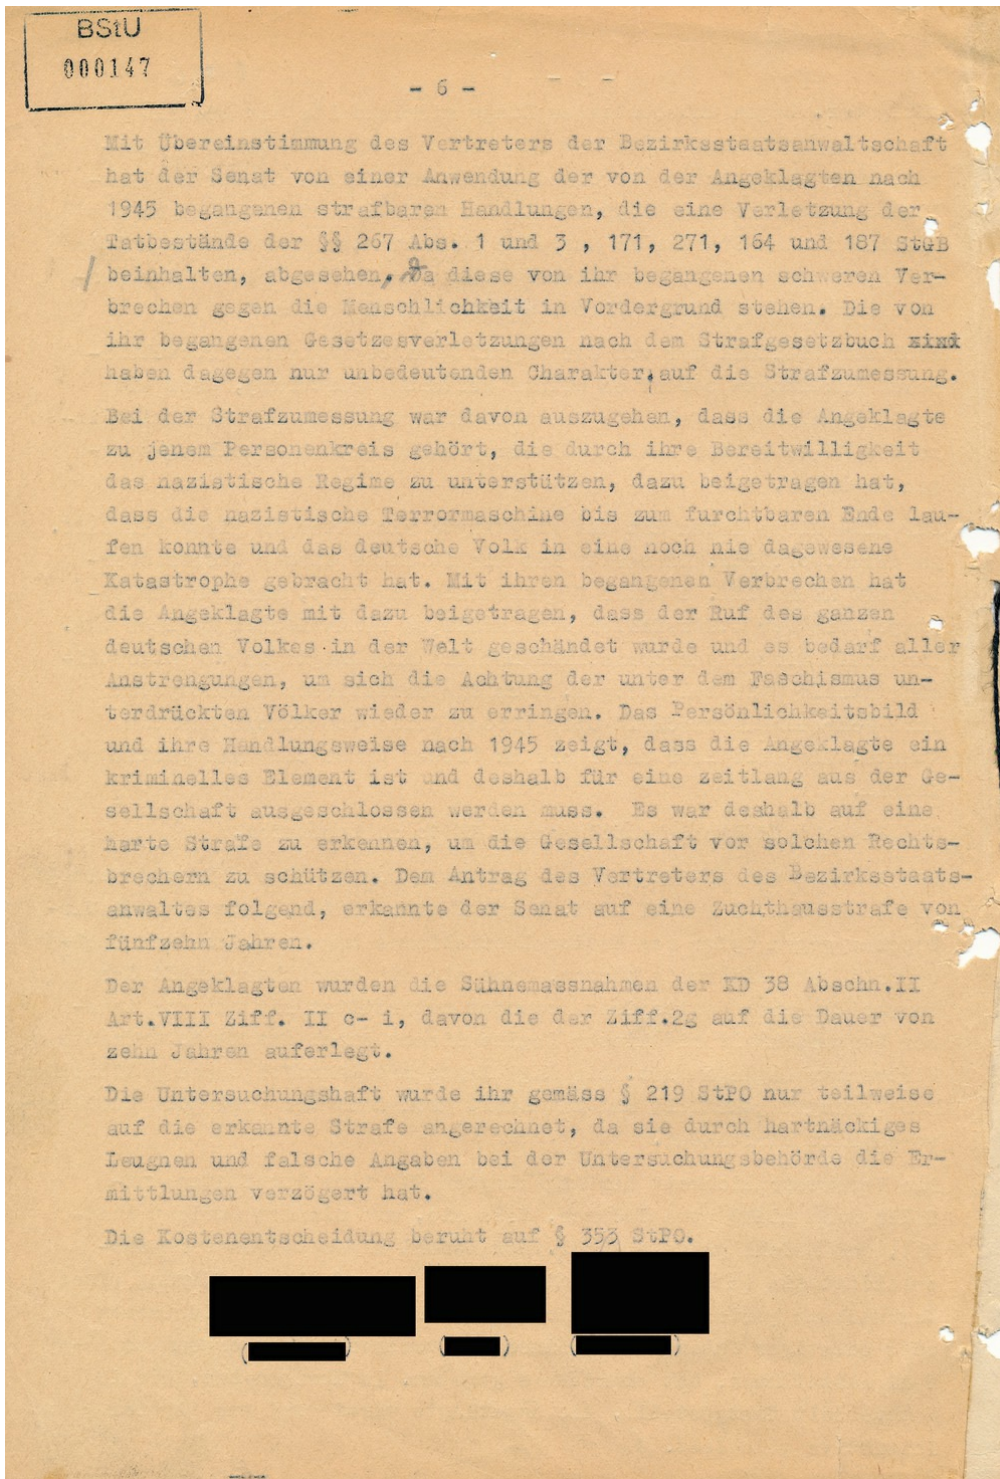 BStU
000147
- 6 -
Mit Übereinstimmung des Vertreters der Bezirksstaatsanwaltschaft
hat der Senat von einer Anwendung der von der Angeklagten nach
1945 begangenen strafbaren Handlungen, die eine Verletzung der
Tatbestände der §§ 267 Abs. 1 und 3 , 171, 271, 164 und 187 StGB
beinhalten, abgesehen, da diese von ihr begangenen schweren Ver-
brechen gegen die Menschlichkeit in Vordergrund stehen. Die von
ihr begangenen Gesetzesverletzungen nach dem Strafgesetzbuch
haben dagegen nur unbedeutenden Charakter, auf die Strafzumessung.
Bei der Strafzumessung war davon auszugehen, dass die Angeklagte
zu jenem Personenkreis gehört, die durch ihre Bereitwilligkeit
das nazistische Regime zu unterstützen, dazu beigetragen hat,
dass die nazistische Terrormaschine bis zum furchtbaren Ende lau-
fen konnte und das deutsche Volk in eine noch nie dagewesene
Katastrophe gebracht hat. Mit ihren begangenen Verbrechen hat
die Angeklagte mit dazu beigetragen, dass der Ruf des ganzen
deutschen Volkes in der Welt geschändet wurde und es bedarf aller
Anstrengungen, um sich die Achtung der unter dem Faschismus un-
terdrückten Völker wieder zu erringen. Das Persönlichkeitsbild
und ihre Handlungsweise nach 1945 zeigt, dass die Angeklagte ein
kriminelles Element ist und deshalb für eine zeitlang aus der Ge-
sellschaft ausgeschlossen werden muss. Es war deshalb auf eine
harte Strafe zu erkennen, um die Gesellschaft vor solchen Rechts-
brechern zu schützen. Dem Antrag des Vertreters des Bezirksstaats-
anwaltes folgend, erkannte der Senat auf eine Zuchthausstrafe von
fünfzehn Jahren.
Der Angeklagten wurden die Sühnemassnahmen der KD 38 Abschn.II
Art.VIII Ziff. II c- i, davon die der Ziff.2g auf die Dauer von
zehn Jahren auferlegt.
Die Untersuchungshaft wurde ihr gemäss § 219 StPO nur teilweise
auf die erkannte Strafe angerechnet, da sie durch hartnäckiges
Leugnen und falsche Angaben bei der Untersuchungsbehörde die Er-
mittlungen verzögert hat.
Die Kostenentscheidung beruht auf § 353 StPO.